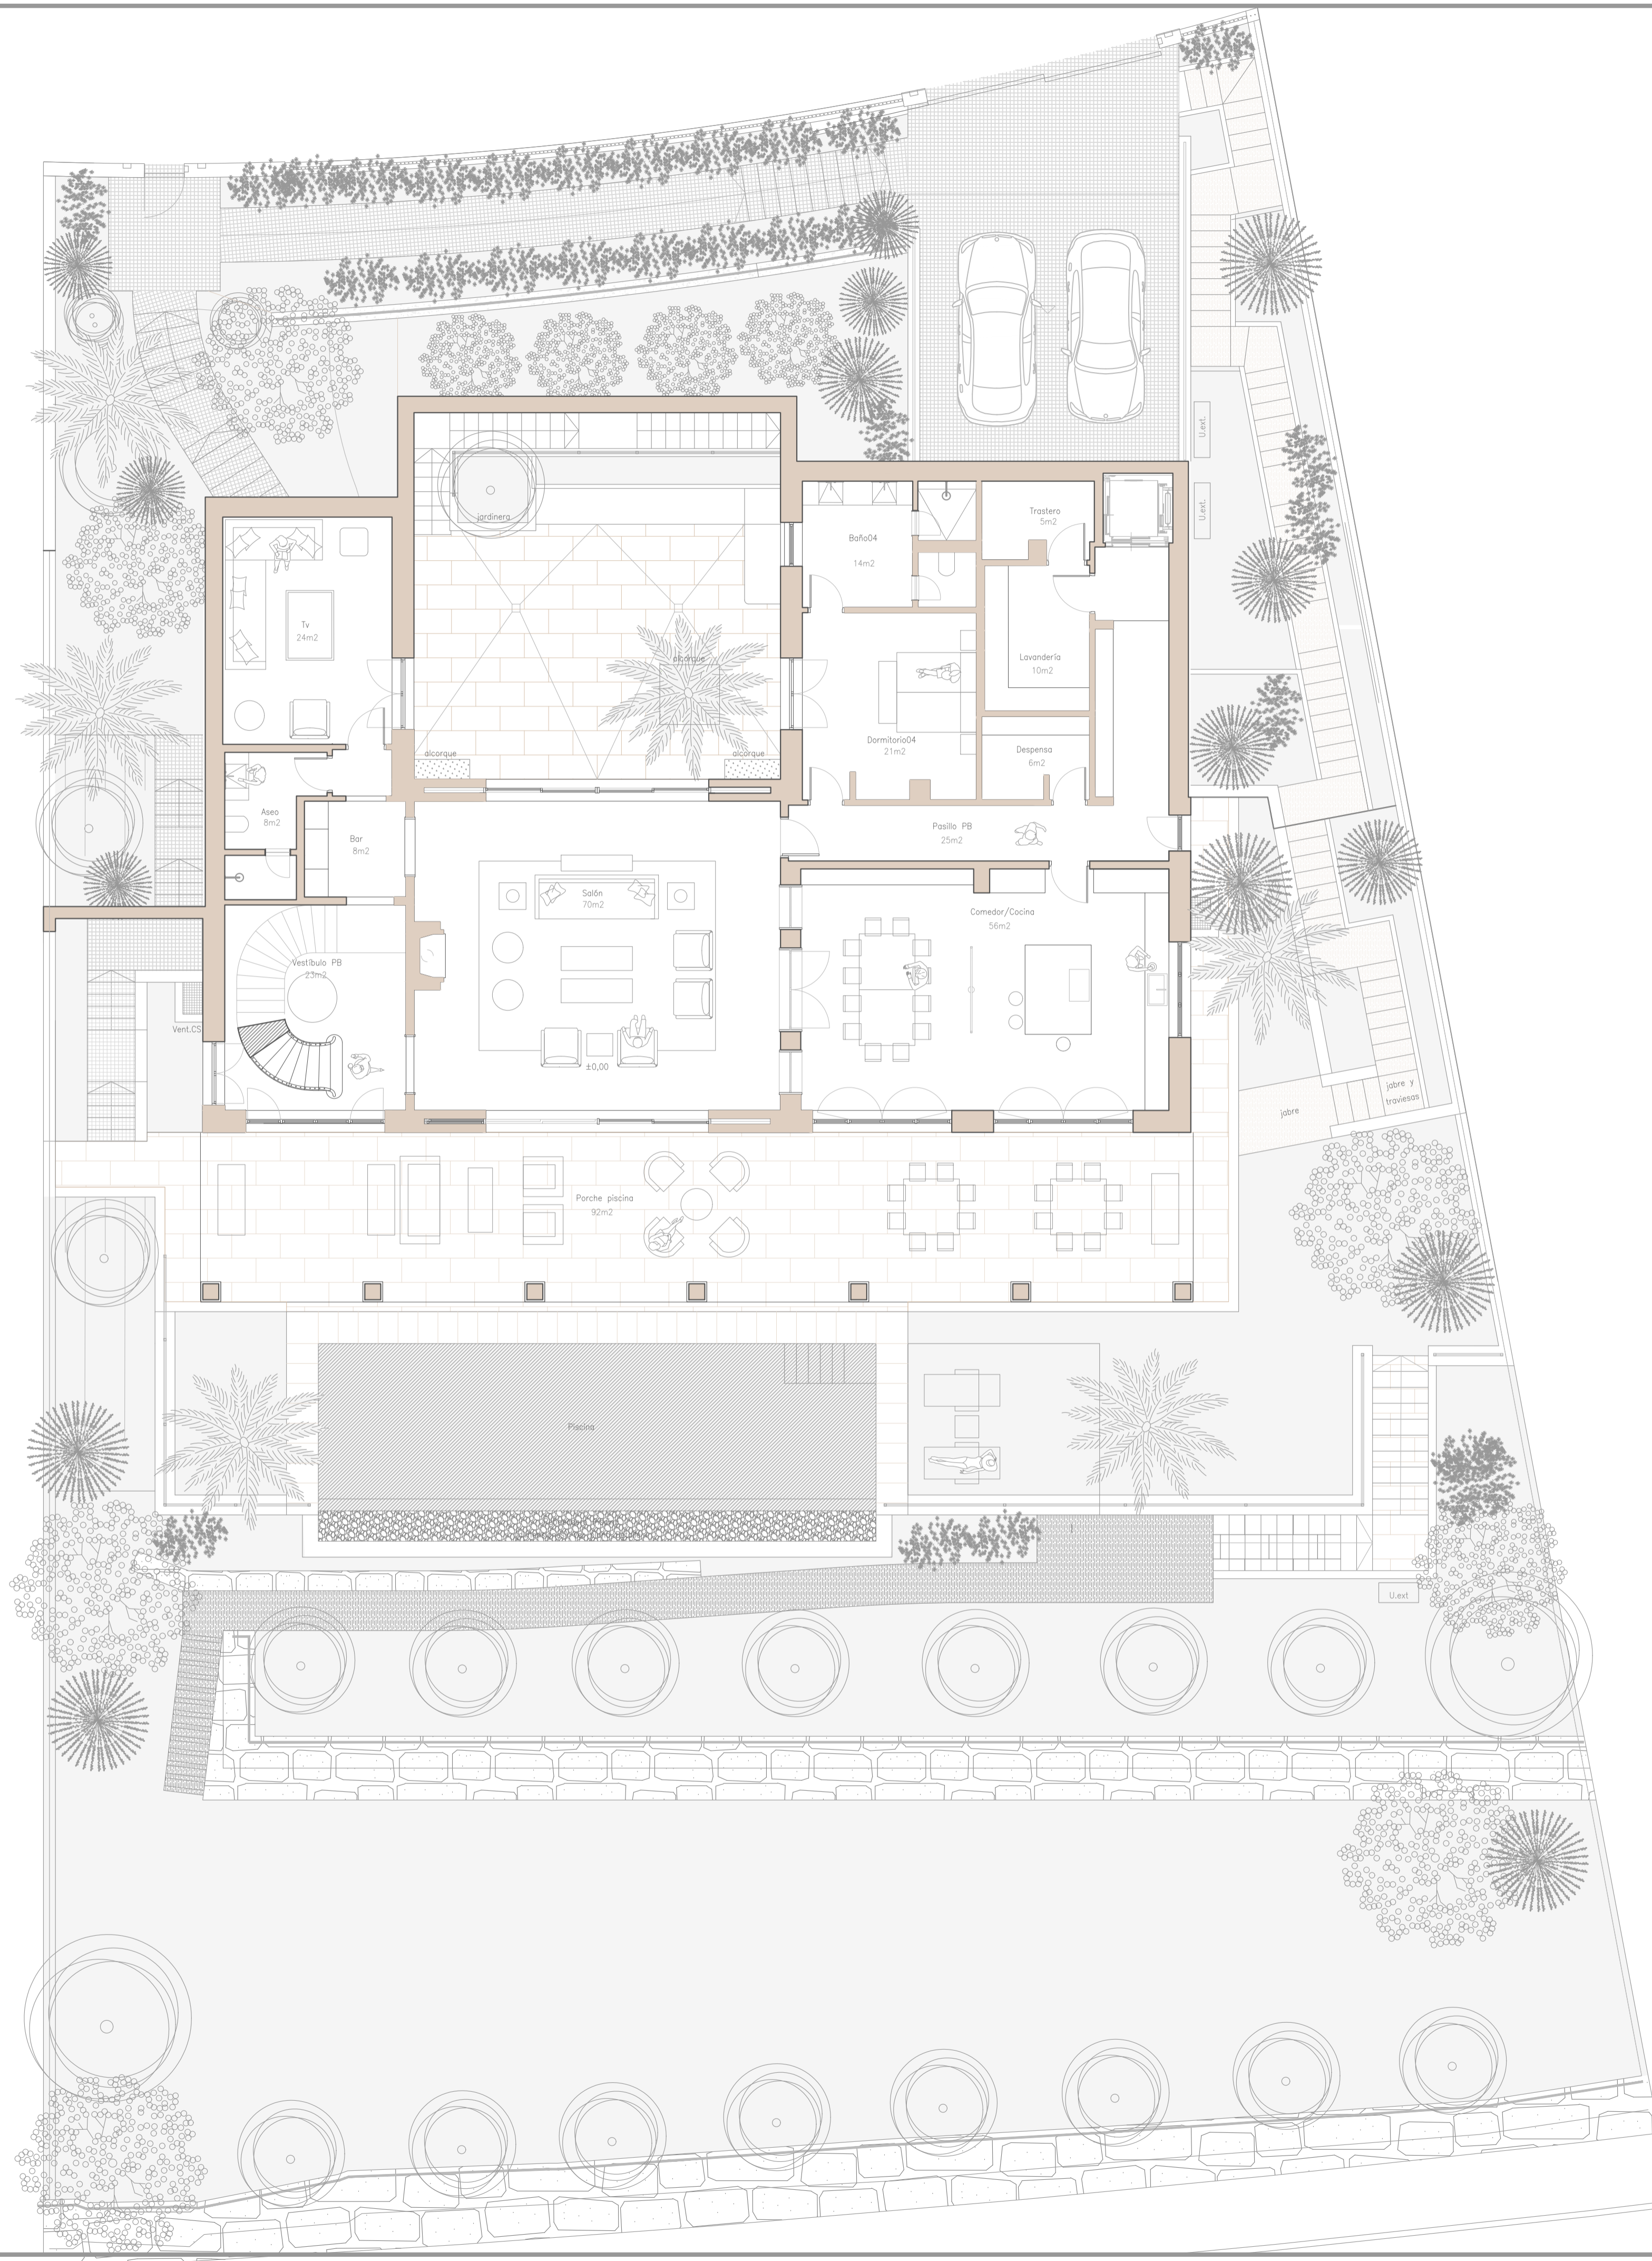 U.ext.
U.ext.
jardinera
Trastero
5m2
Baño04
14m2
Tv
24m2
alcorque
Lavandería
10m2
Dormitorio04
21m2
Despensa
6m2
alcorque
alcorque
Aseo
8m2
Bar
8m2
Pasillo PB
25m2
Salón
70m2
Comedor/Cocina
56m2
Vestíbulo PB
23m2
Vent.CS
±0,00
jabre y
traviesas
jabre
Porche piscina
92m2
Piscina
U.ext